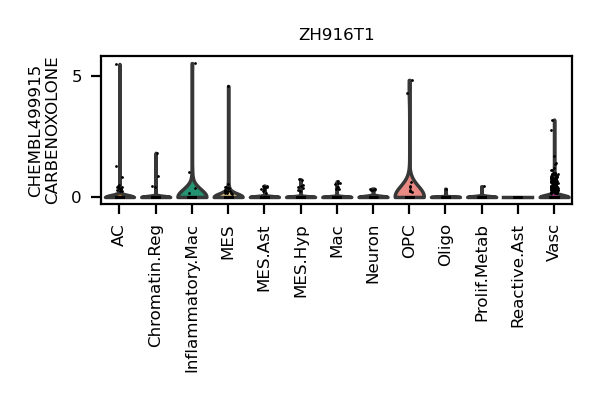 ZH916T1
CHEMBL499915
CARBENOXOLONE
5
0
AC
Chromatin.Reg
Inflammatory.Mac
MES
MES.Ast
MES.Hyp
Mac
Neuron
OPC
Oligo
Prolif.Metab
Reactive.Ast
Vasc